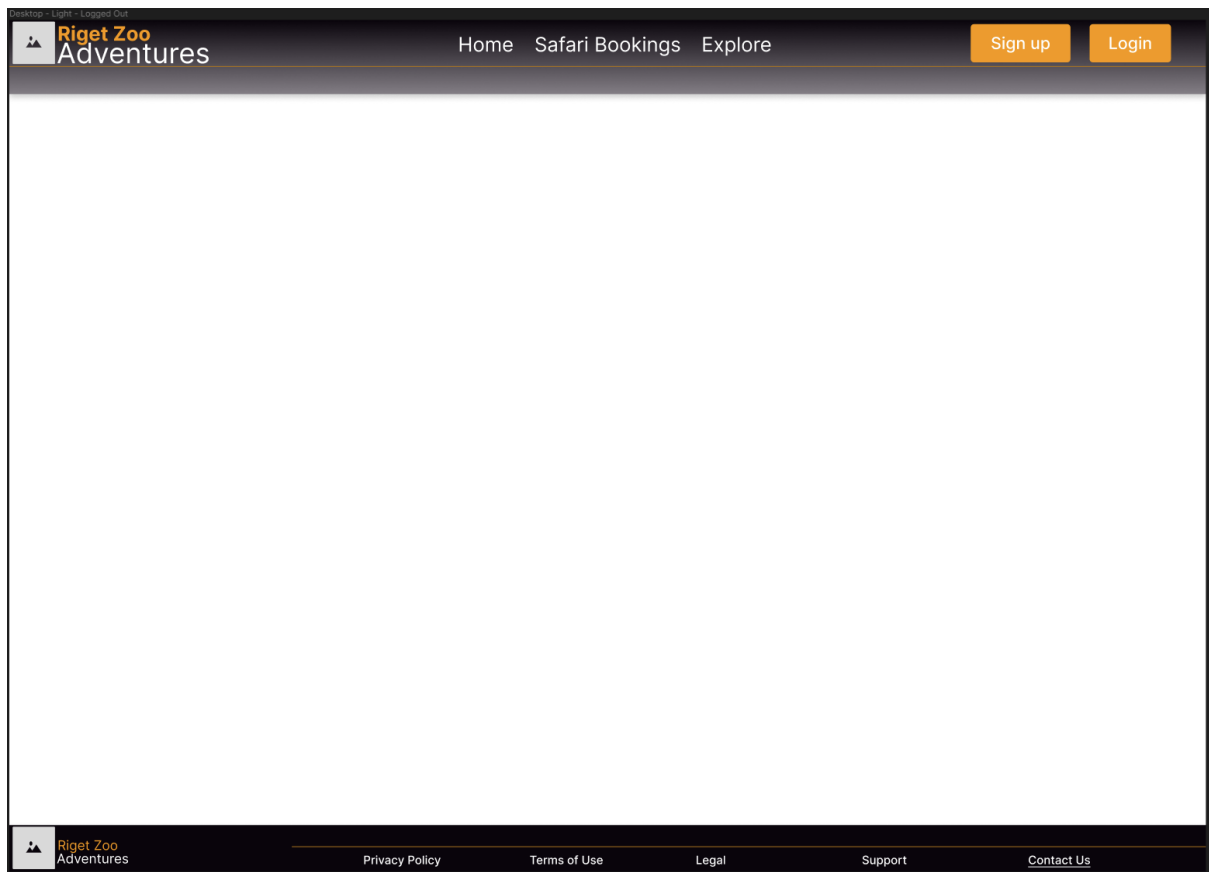 Desktop - Light - Logged Out
Riget Zoo
Adventures
Home Safari Bookings Explore
Sign up Login
Riget Zoo
Adventures
Privacy Policy Terms of Use Legal Support Contact Us